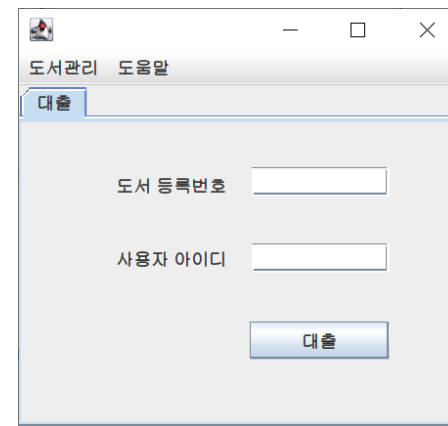 도서관리 도움말
대출
도서 등록번호
사용자 아이디
대출